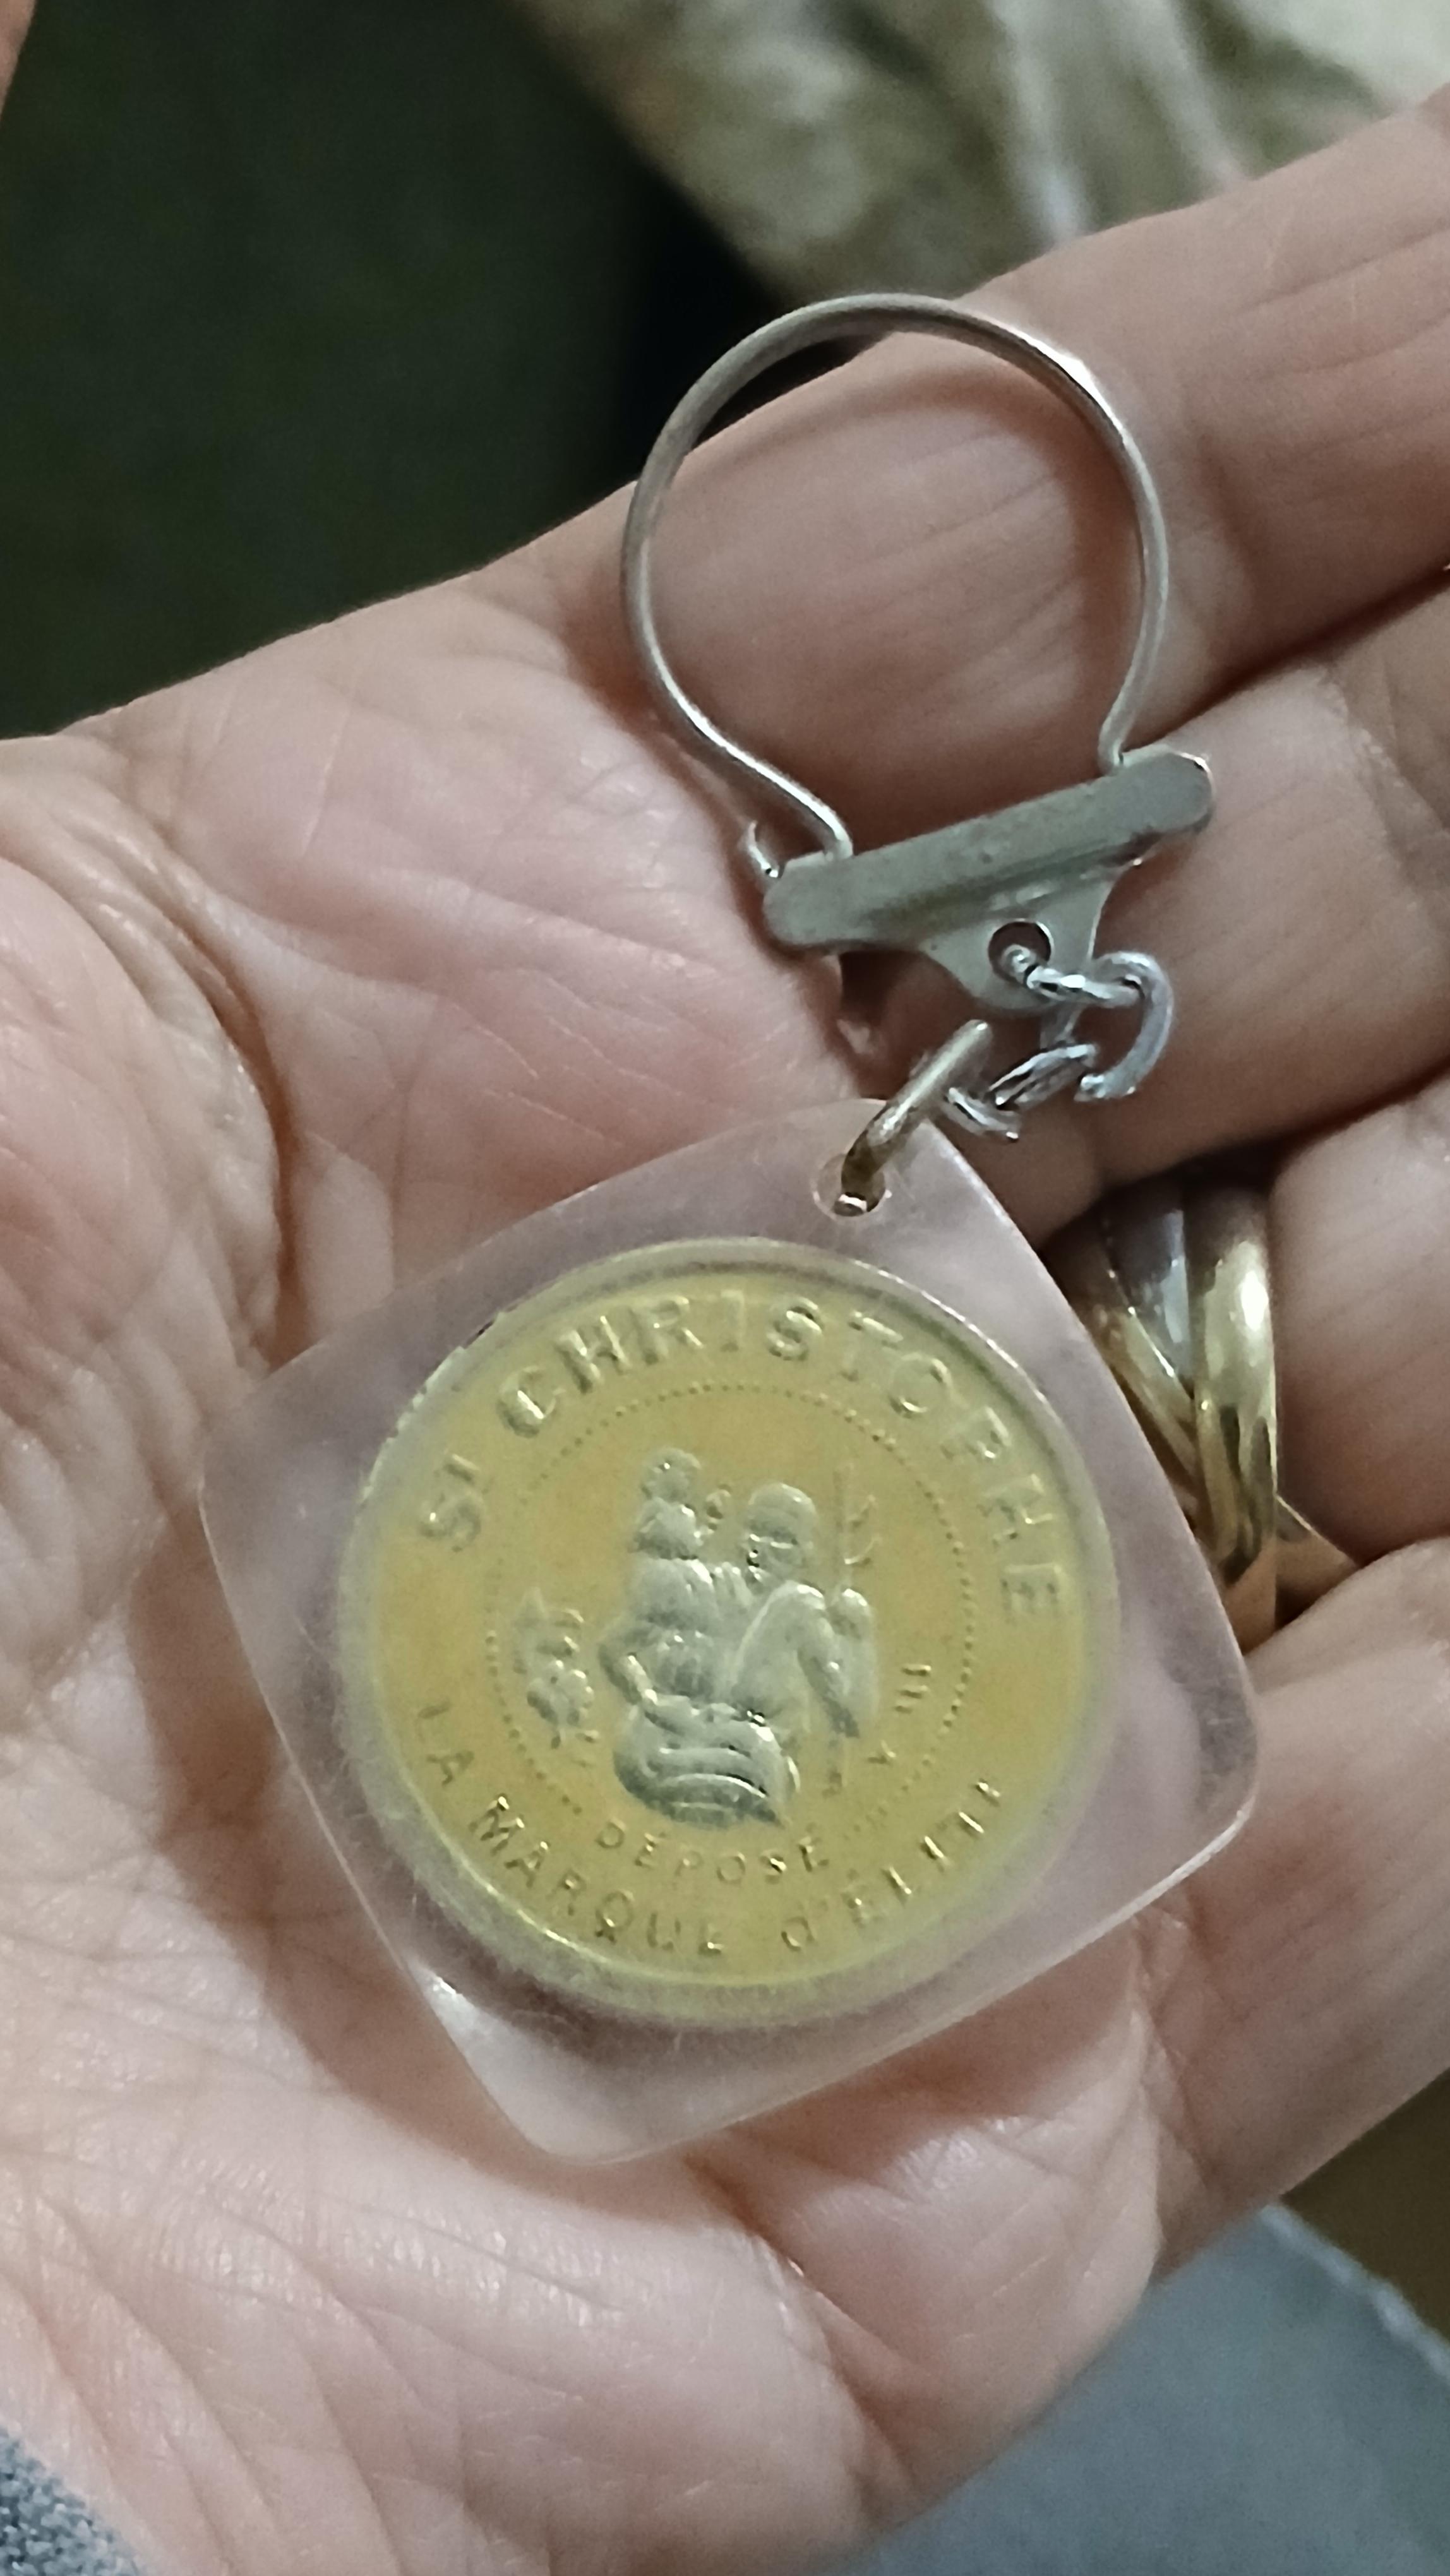 ST CHRISTOPHE
DÉPOSÉ
LA MARQUE D'ÉLITE